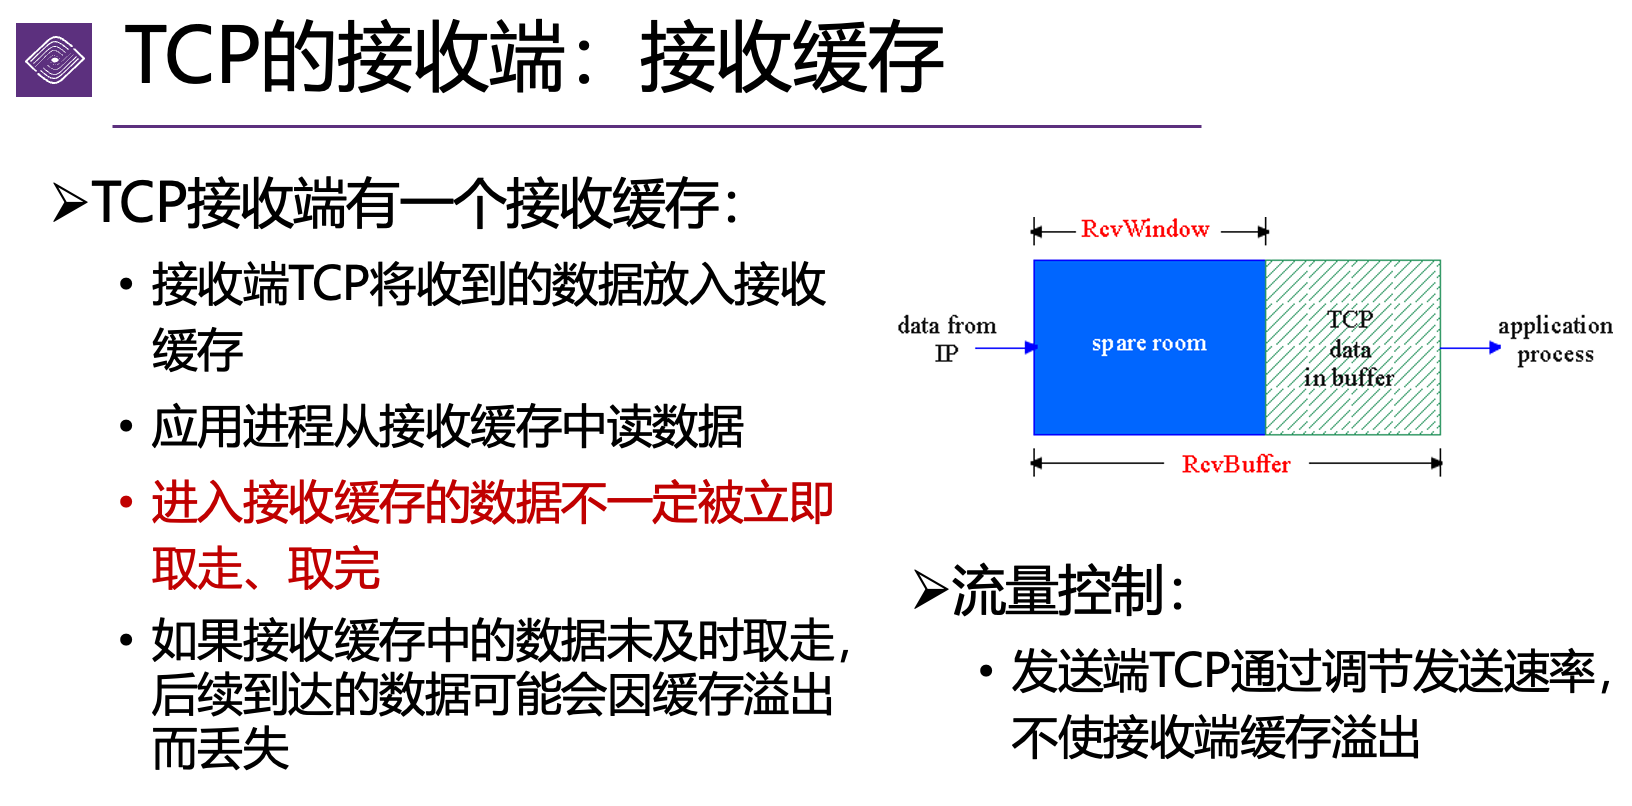 TCP的接收端：接收缓存
➢TCP接收端有一个接收缓存：
• 接收端TCP将收到的数据放入接收
缓存
• 应用进程从接收缓存中读数据
• 进入接收缓存的数据不一定被立即
取走、取完
• 如果接收缓存中的数据未及时取走，
后续到达的数据可能会因缓存溢出
而丢失
RcvWindow
data from
IP
spare room
TCP
data
in buffer
application
process
RcvBuffer
➢流量控制：
• 发送端TCP通过调节发送速率，
不使接收端缓存溢出